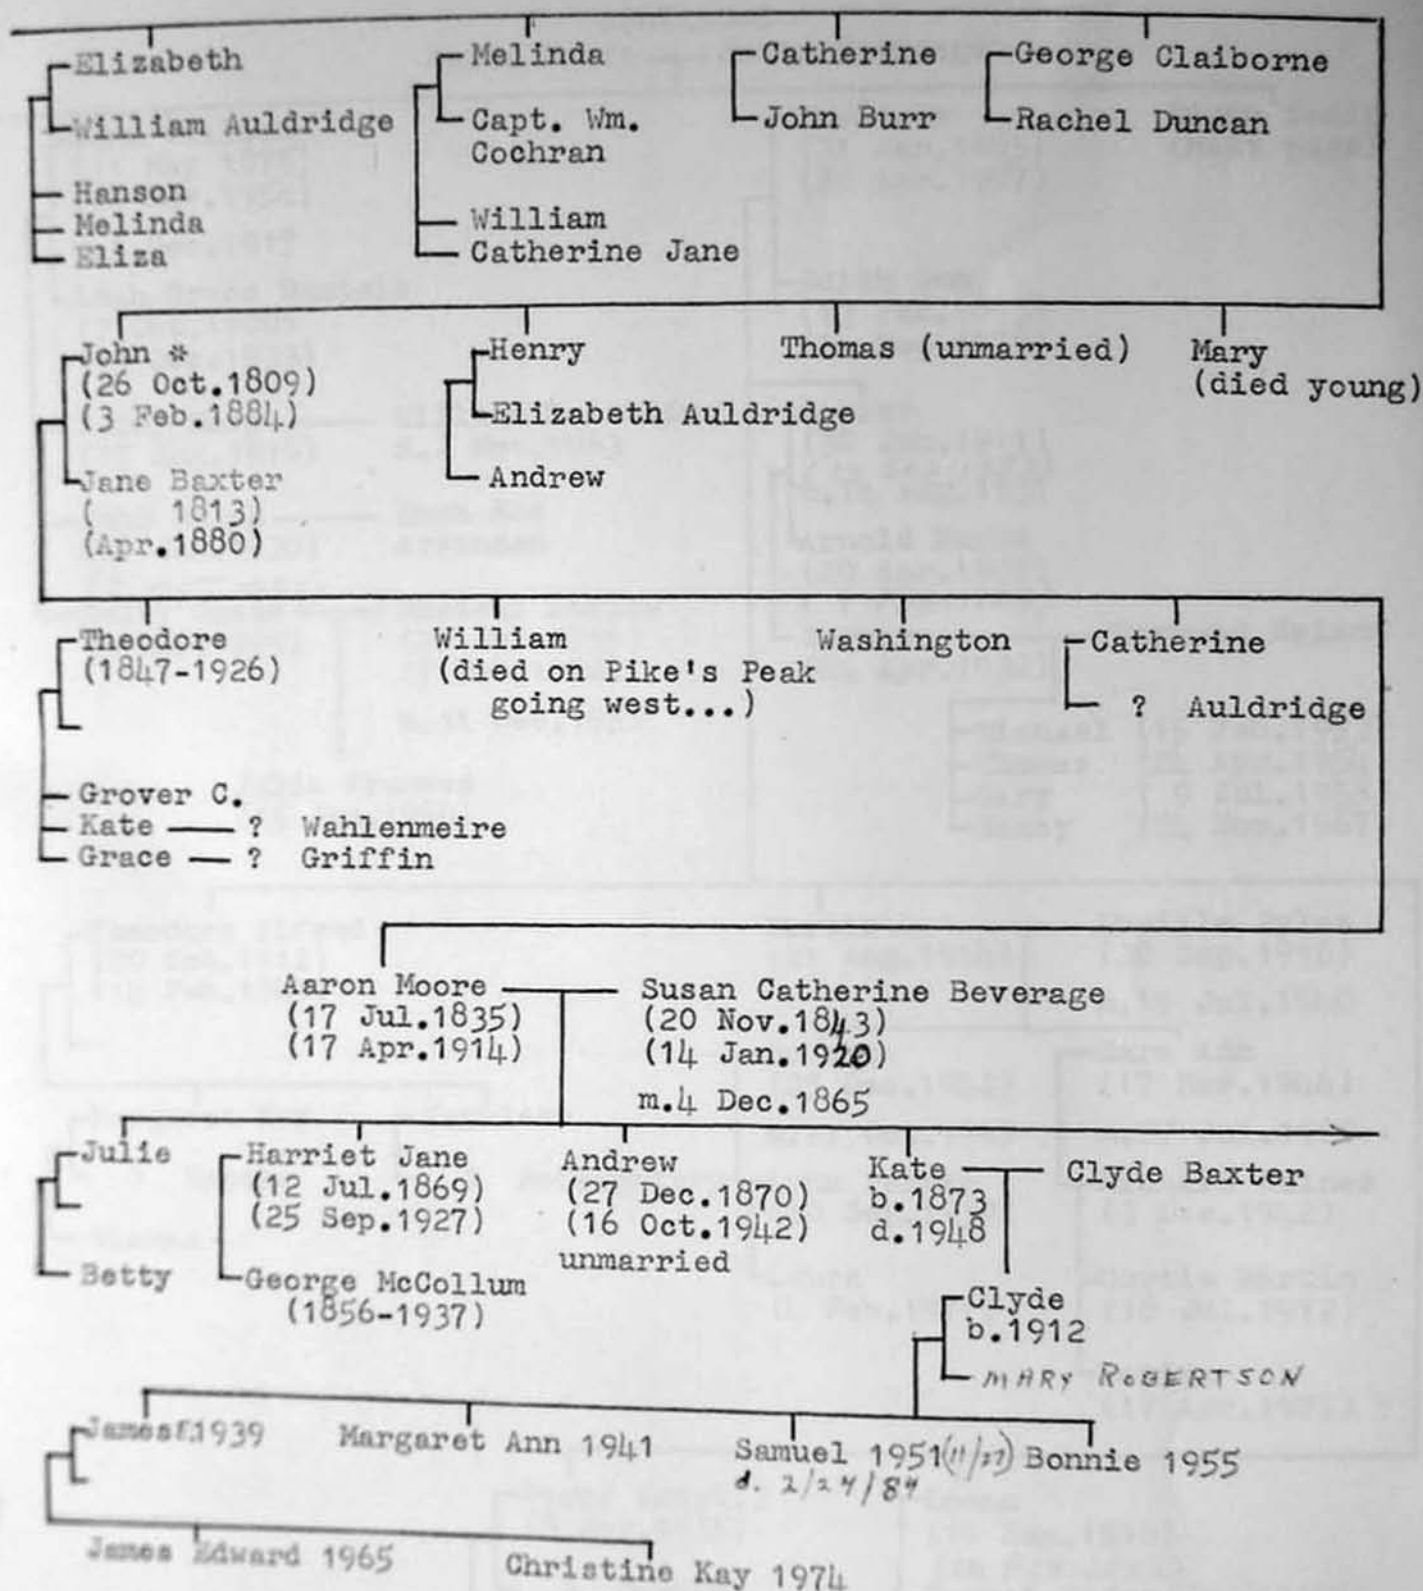 Elizabeth
William Auldridge
Hanson
Melinda
Eliza
Melinda
Capt. Wm.
Cochran
William
Catherine Jane
Catherine
John Burr
George Claiborne
Rachel Duncan
John *
(26 Oct.1809)
(3 Feb.1884)
Jane Baxter
( 1813)
(Apr.1880)
Henry
Elizabeth Auldridge
Andrew
Thomas (unmarried)
Mary
(died young)
Theodore
(1847-1926)
Grover C.
Kate ? Wahlenmeire
Grace ? Griffin
William
(died on Pike's Peak
going west...)
Washington
Catherine
? Auldridge
Aaron Moore
(17 Jul.1835)
(17 Apr.1914)
Susan Catherine Beverage
(20 Nov.1843)
(14 Jan.1920)
m.4 Dec.1865
Julie
Betty
Harriet Jane
(12 Jul.1869)
(25 Sep.1927)
George McCollum
(1856-1937)
Andrew
(27 Dec.1870)
(16 Oct.1942)
unmarried
Kate
b.1873
d.1948
Clyde Baxter
Clyde
b.1912
MARY ROBERTSON
James 1939
Margaret Ann 1941
Samuel 1951
d. 2/24/84
Bonnie 1955
James Edward 1965
Christine Kay 1974